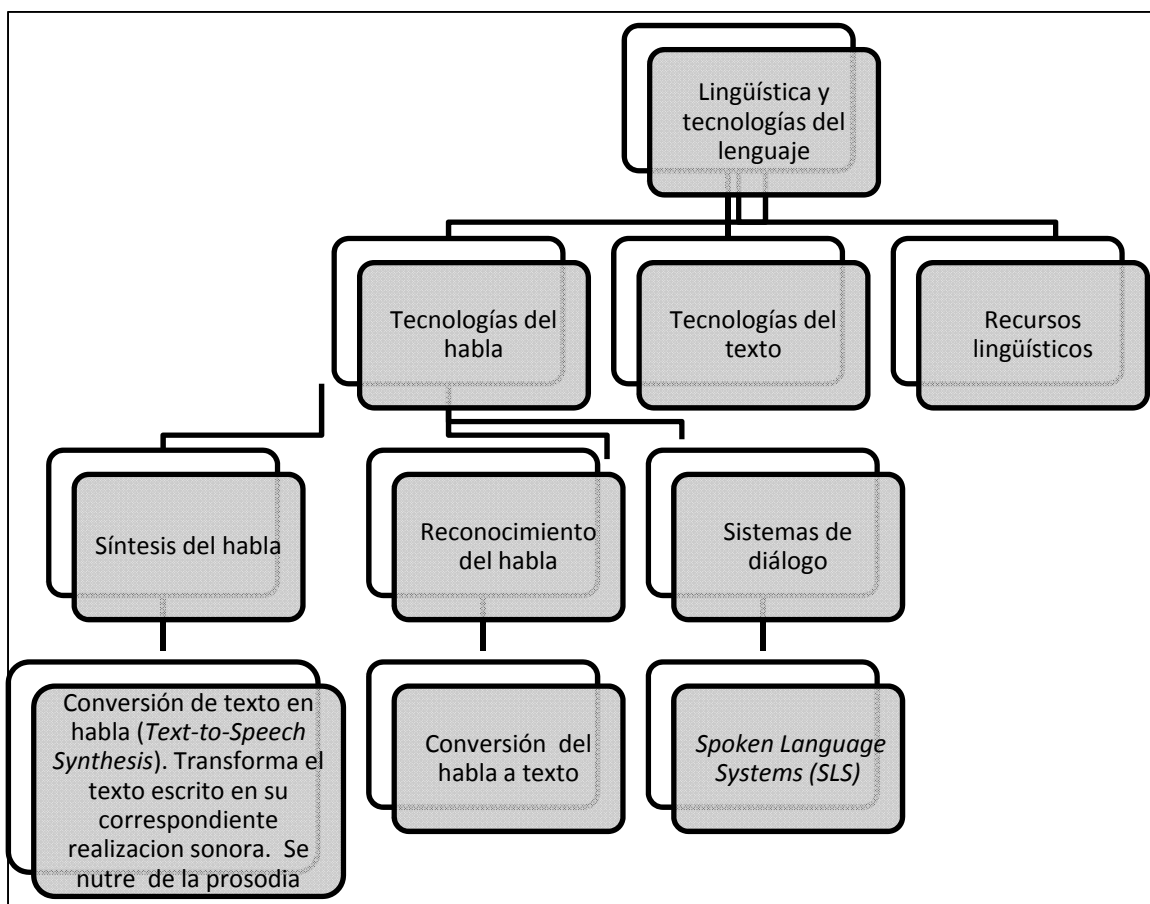 Lingüística y
tecnologías del
lenguaje
Tecnologías del
habla
Tecnologías del
texto
Recursos
lingüísticos
Síntesis del habla
Reconocimiento
del habla
Sistemas de
diálogo
Conversión de texto en
habla (Text-to-Speech
Synthesis). Transforma el
texto escrito en su
correspondiente
realizacion sonora. Se
nutre de la prosodia
Conversión del
habla a texto
Spoken Language
Systems (SLS)